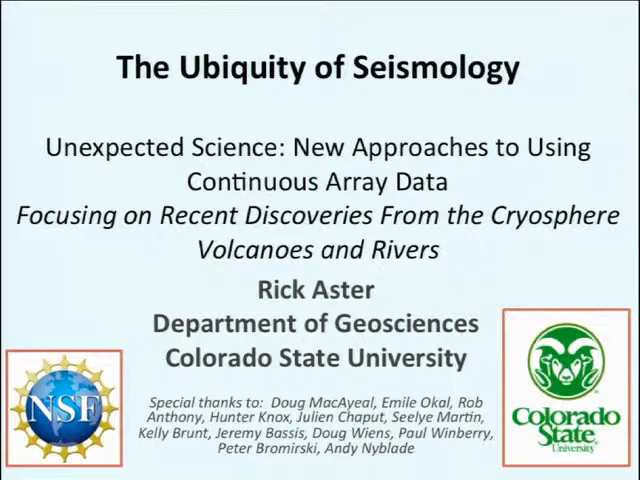 The Ubiquity of Seismology
Unexpected Science: New Approaches to Using
Continuous Array Data
Focusing on Recent Discoveries From the Cryosphere
Volcanoes and Rivers
Rick Aster
Department of Geosciences
Colorado State University
Special thanks to: Doug MacAyeal, Emile Okal, Rob
Anthony, Hunter Knox, Julien Chaput, Seelye Martin,
Kelly Brunt, Jeremy Bassis, Doug Wiens, Paul Winberry,
Peter Bromirski, Andy Nyblade
NSF
Colorado
State
University